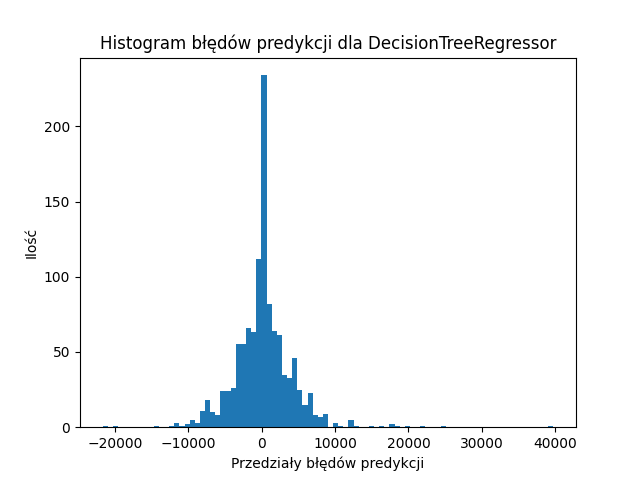 Histogram błędów predykcji dla DecisionTreeRegressor
200
150
100
50
0
Ilość
−20000 −10000 0 10000 20000 30000 40000
Przedziały błędów predykcji